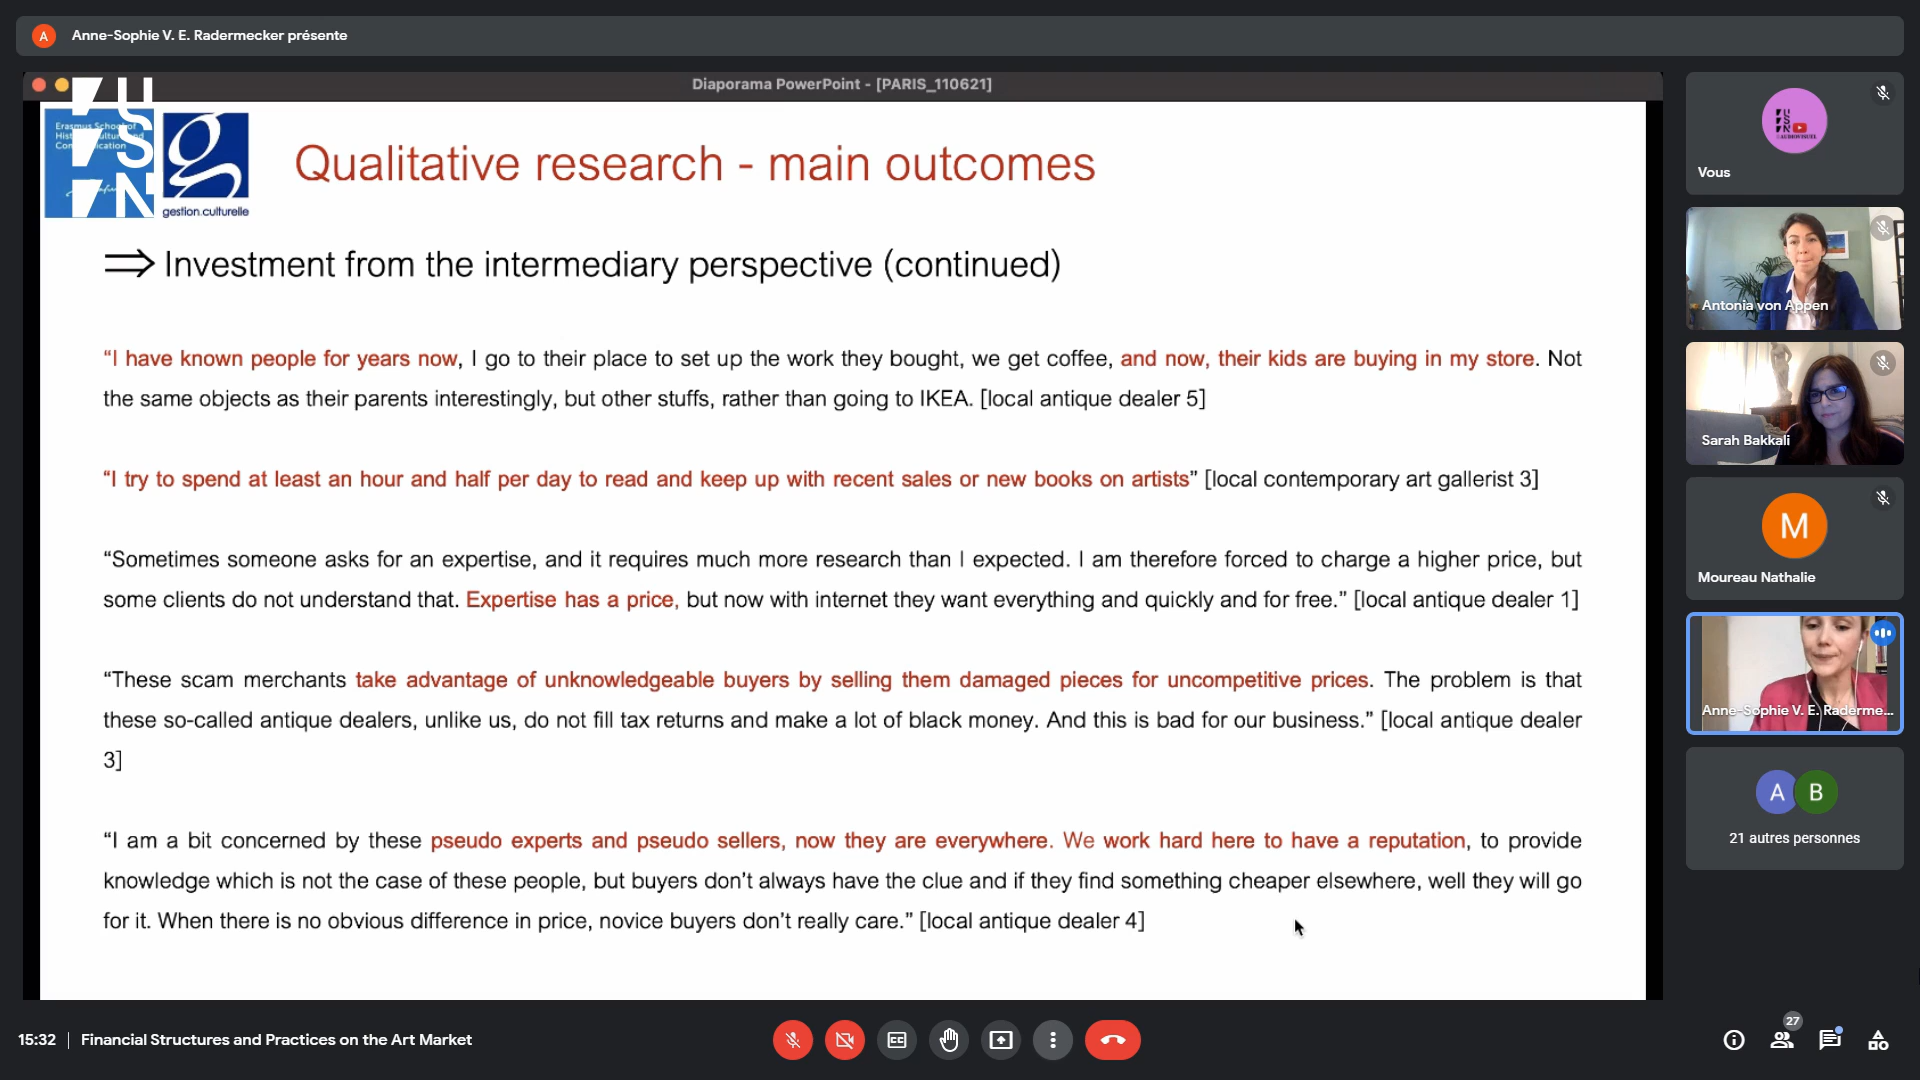 A Anne-Sophie V. E. Radermecker présente
Diaporama PowerPoint - [PARIS_110621]
USN
g
gestion.culturelle
Qualitative research - main outcomes
⇒ Investment from the intermediary perspective (continued)
“I have known people for years now, I go to their place to set up the work they bought, we get coffee, and now, their kids are buying in my store. Not
the same objects as their parents interestingly, but other stuffs, rather than going to IKEA. [local antique dealer 5]
“I try to spend at least an hour and half per day to read and keep up with recent sales or new books on artists” [local contemporary art gallerist 3]
“Sometimes someone asks for an expertise, and it requires much more research than I expected. I am therefore forced to charge a higher price, but
some clients do not understand that. Expertise has a price, but now with internet they want everything and quickly and for free.” [local antique dealer 1]
“These scam merchants take advantage of unknowledgeable buyers by selling them damaged pieces for uncompetitive prices. The problem is that
these so-called antique dealers, unlike us, do not fill tax returns and make a lot of black money. And this is bad for our business.” [local antique dealer
3]
“I am a bit concerned by these pseudo experts and pseudo sellers, now they are everywhere. We work hard here to have a reputation, to provide
knowledge which is not the case of these people, but buyers don’t always have the clue and if they find something cheaper elsewhere, well they will go
for it. When there is no obvious difference in price, novice buyers don’t really care.” [local antique dealer 4]
Vous
Antonia von Appen
Sarah Bakkali
M
Moureau Nathalie
Anne-Sophie V. E. Raderme...
A B
21 autres personnes
15:32 | Financial Structures and Practices on the Art Market
27